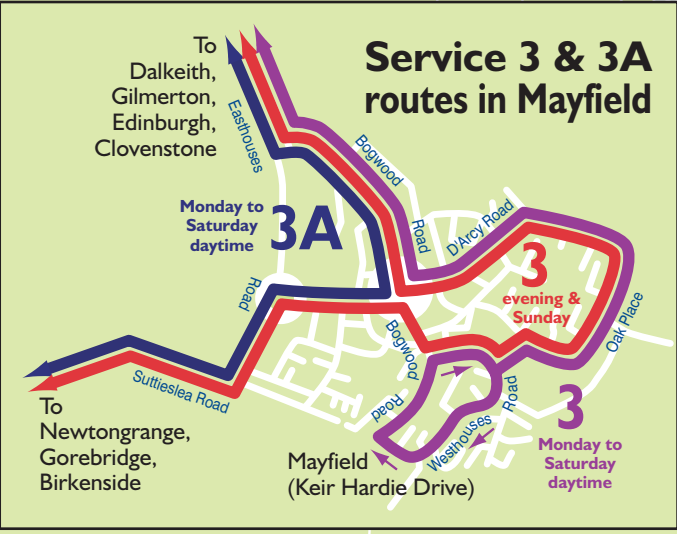 Service 3 & 3A
routes in Mayfield
To
Dalkeith,
Gilmerton,
Edinburgh,
Clovenstone
Easthouses
Road
Bogwood
Road
D'Arcy Road
Monday to
Saturday
daytime
3A
3
evening &
Sunday
Oak Place
Bogwood
Road
Suttieslea Road
Westhouses
Road
3
Monday to
Saturday
daytime
To
Newtongrange,
Gorebridge,
Birkenside
Mayfield
(Keir Hardie Drive)